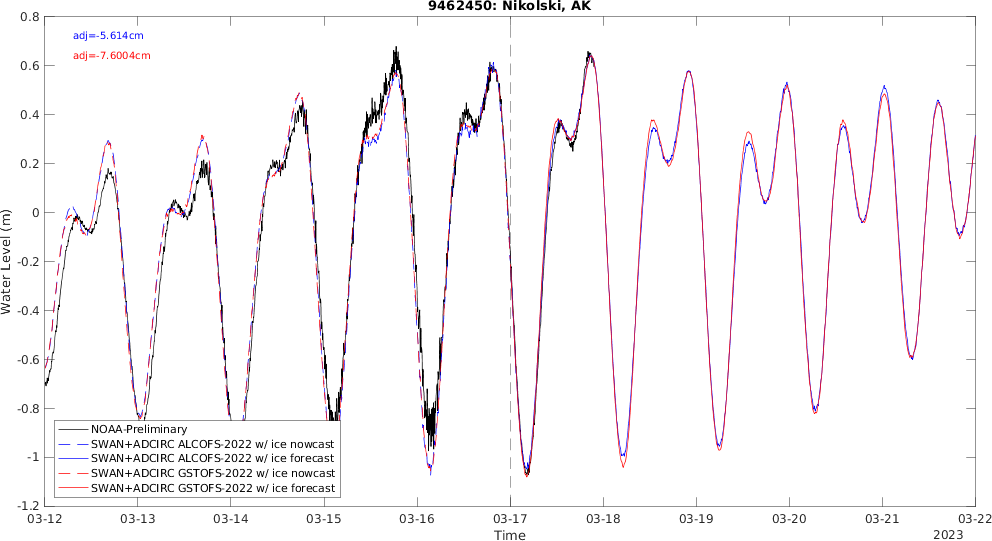 9462450: Nikolski, AK
adj=-5.614cm
adj=-7.6004cm
Water Level (m)
0.8
0.6
0.4
0.2
0
-0.2
-0.4
-0.6
-0.8
-1
-1.2
NOAA-Preliminary
SWAN+ADCIRC ALCOFS-2022 w/ ice nowcast
SWAN+ADCIRC ALCOFS-2022 w/ ice forecast
SWAN+ADCIRC GSTOFS-2022 w/ ice nowcast
SWAN+ADCIRC GSTOFS-2022 w/ ice forecast
03-12 03-13 03-14 03-15 03-16 03-17 03-18 03-19 03-20 03-21 03-22
Time
2023